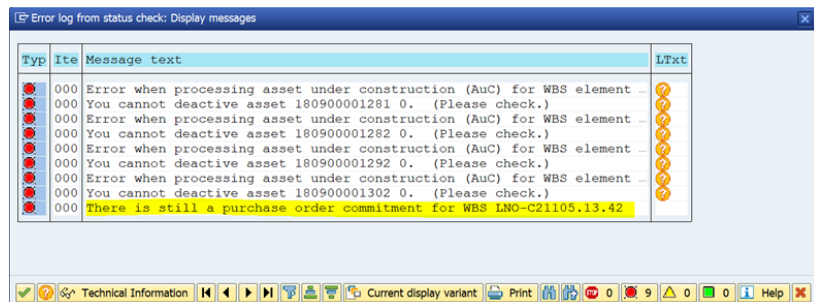 Error log from status check: Display messages
Typ Ite Message text LTxt
000 Error when processing asset under construction (AuC) for WBS element …
000 You cannot deactive asset 180900001281 0. (Please check.)
000 Error when processing asset under construction (AuC) for WBS element …
000 You cannot deactive asset 180900001282 0. (Please check.)
000 Error when processing asset under construction (AuC) for WBS element …
000 You cannot deactive asset 180900001292 0. (Please check.)
000 Error when processing asset under construction (AuC) for WBS element …
000 You cannot deactive asset 180900001302 0. (Please check.)
000 There is still a purchase order commitment for WBS LNO-C21105.13.42
Technical Information Current display variant Print STOP 0 9 0 0 Help